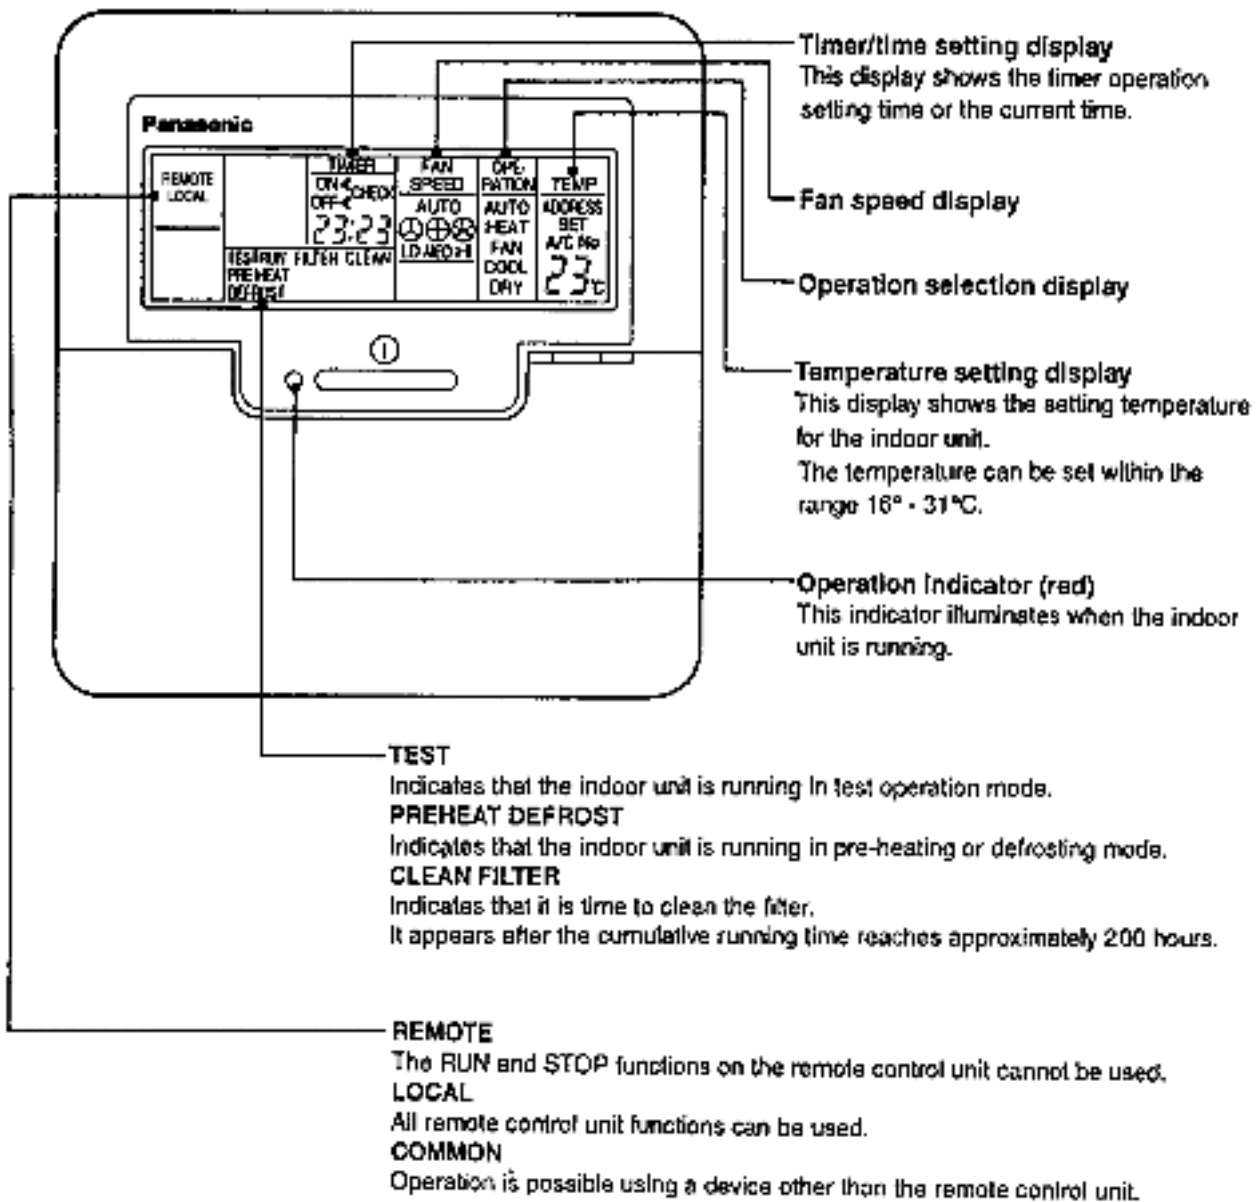 Timer/time setting display
This display shows the timer operation
setting time or the current time.
Panasonic
REMOTE
LOCAL
TIMER
ON
OFF
CHECK
23:23
TEST RUN FILTER CLEAN
PREHEAT
DEFROST
FAN
SPEED
AUTO
LO MED HI
OPE-
RATION
AUTO
HEAT
FAN
COOL
DRY
TEMP
ADDRESS
SET
A/C No
23°C
Fan speed display
Operation selection display
Temperature setting display
This display shows the setting temperature
for the indoor unit.
The temperature can be set within the
range 16° - 31°C.
Operation indicator (red)
This indicator illuminates when the indoor
unit is running.
TEST
Indicates that the indoor unit is running in test operation mode.
PREHEAT DEFROST
Indicates that the indoor unit is running in pre-heating or defrosting mode.
CLEAN FILTER
Indicates that it is time to clean the filter.
It appears after the cumulative running time reaches approximately 200 hours.
REMOTE
The RUN and STOP functions on the remote control unit cannot be used.
LOCAL
All remote control unit functions can be used.
COMMON
Operation is possible using a device other than the remote control unit.